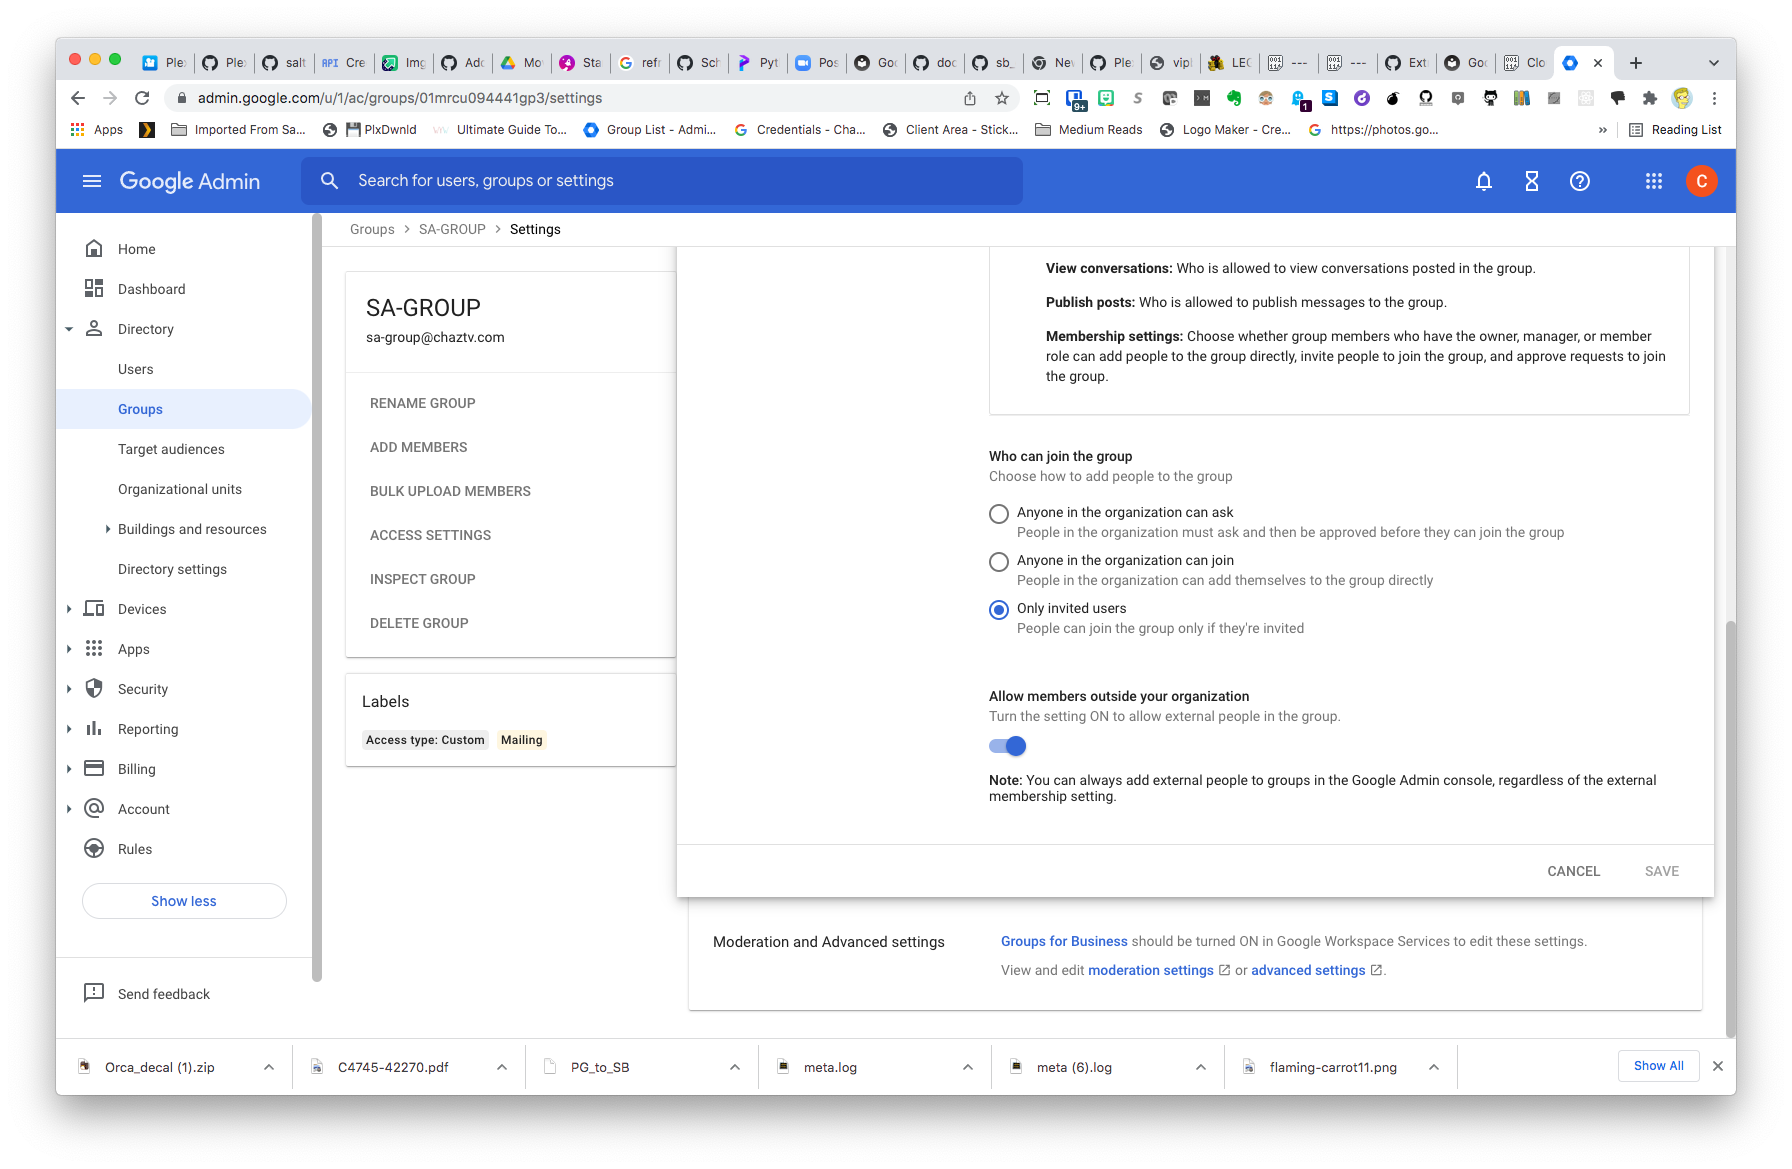 Plex
Plex
salt
API Cre
Img
Adc
Mov
Sta
refr
Sch
Pyt
Pos
Goo
doc
sb_
Nev
Plex
vipl
LEG
---
---
Ext
Goo
Clo
admin.google.com/u/1/ac/groups/01mrcu094441gp3/settings
9+
1
Apps
Imported From Sa...
PlxDwnld
Ultimate Guide To...
Group List - Admi...
Credentials - Cha...
Client Area - Stick...
Medium Reads
Logo Maker - Cre...
https://photos.go...
»
Reading List
Google Admin
Search for users, groups or settings
C
Home
Dashboard
Directory
Users
Groups
Target audiences
Organizational units
Buildings and resources
Directory settings
Devices
Apps
Security
Reporting
Billing
Account
Rules
Show less
Send feedback
Groups > SA-GROUP > Settings
SA-GROUP
sa-group@chaztv.com
RENAME GROUP
ADD MEMBERS
BULK UPLOAD MEMBERS
ACCESS SETTINGS
INSPECT GROUP
DELETE GROUP
Labels
Access type: Custom Mailing
View conversations: Who is allowed to view conversations posted in the group.
Publish posts: Who is allowed to publish messages to the group.
Membership settings: Choose whether group members who have the owner, manager, or member
role can add people to the group directly, invite people to join the group, and approve requests to join
the group.
Who can join the group
Choose how to add people to the group
Anyone in the organization can ask
People in the organization must ask and then be approved before they can join the group
Anyone in the organization can join
People in the organization can add themselves to the group directly
Only invited users
People can join the group only if they're invited
Allow members outside your organization
Turn the setting ON to allow external people in the group.
Note: You can always add external people to groups in the Google Admin console, regardless of the external
membership setting.
CANCEL
SAVE
Moderation and Advanced settings
Groups for Business should be turned ON in Google Workspace Services to edit these settings.
View and edit moderation settings or advanced settings.
Orca_decal (1).zip
C4745-42270.pdf
PG_to_SB
meta.log
meta (6).log
flaming-carrot11.png
Show All